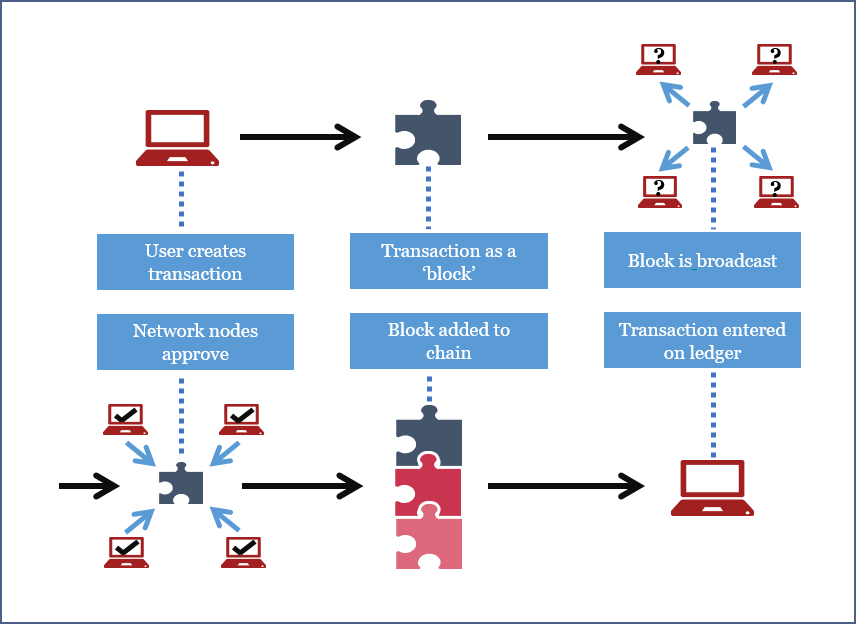 ?
?
?
?
User creates
transaction
Transaction as a
‘block’
Block is broadcast
Network nodes
approve
Block added to
chain
Transaction entered
on ledger